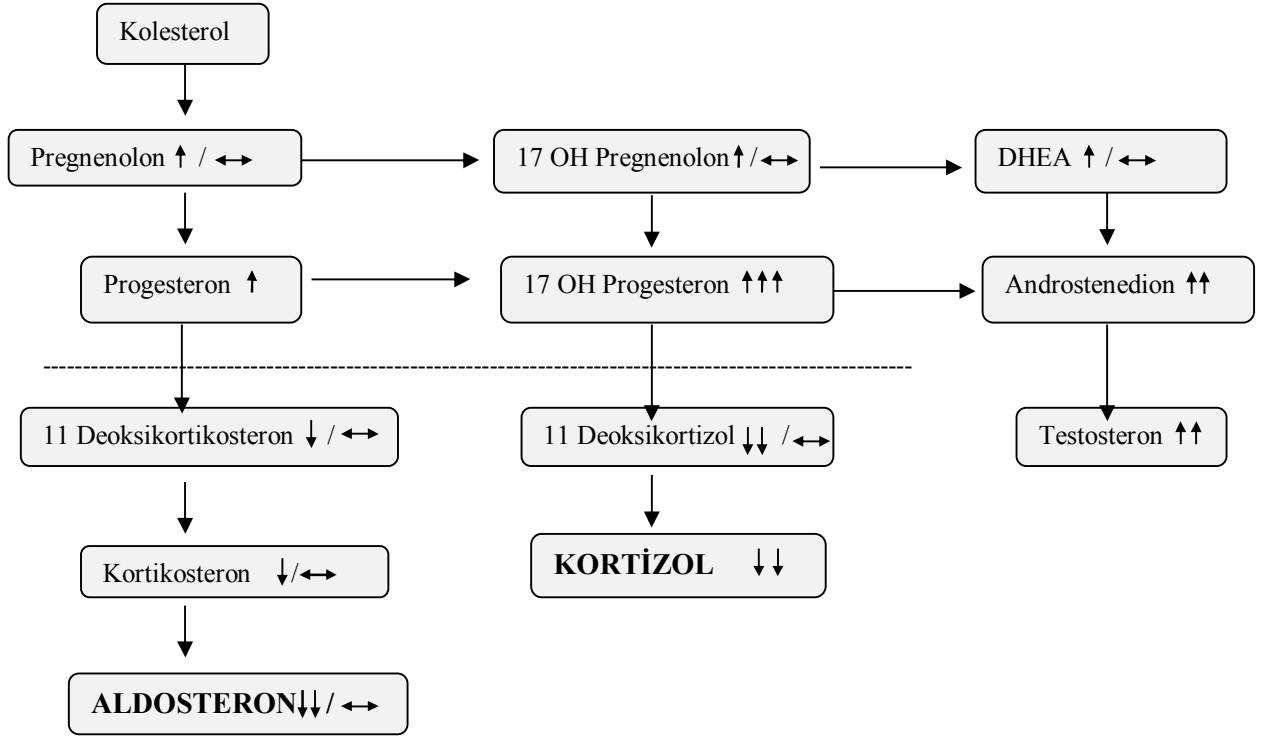 Kolesterol
Pregnenolon ↑ / ↔
17 OH Pregnenolon ↑ / ↔
DHEA ↑ / ↔
Progesteron ↑
17 OH Progesteron ↑↑↑
Androstenedion ↑↑
11 Deoksikortikosteron ↓ / ↔
11 Deoksikortizol ↓↓ / ↔
Testosteron ↑↑
Kortikosteron ↓/↔
KORTİZOL ↓↓
ALDOSTERON↓↓ / ↔